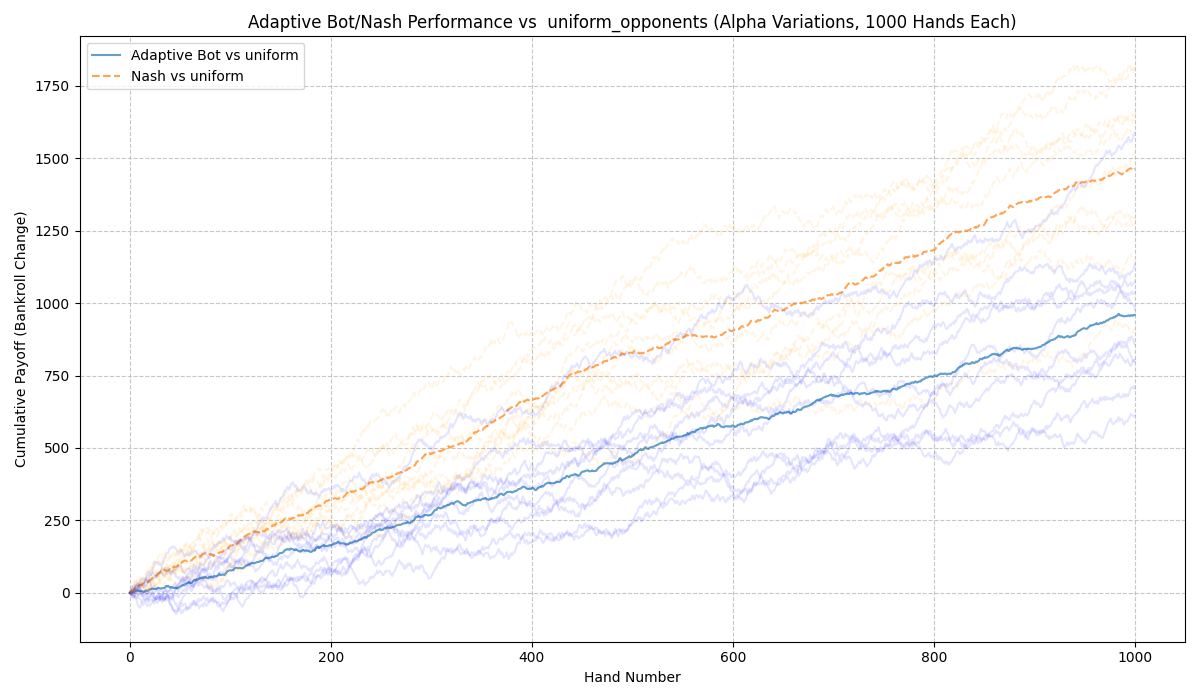 Adaptive Bot/Nash Performance vs  uniform_opponents (Alpha Variations, 1000 Hands Each)
Adaptive Bot vs uniform
Nash vs uniform
Cumulative Payoff (Bankroll Change)
1750
1500
1250
1000
750
500
250
0
0 200 400 600 800 1000
Hand Number